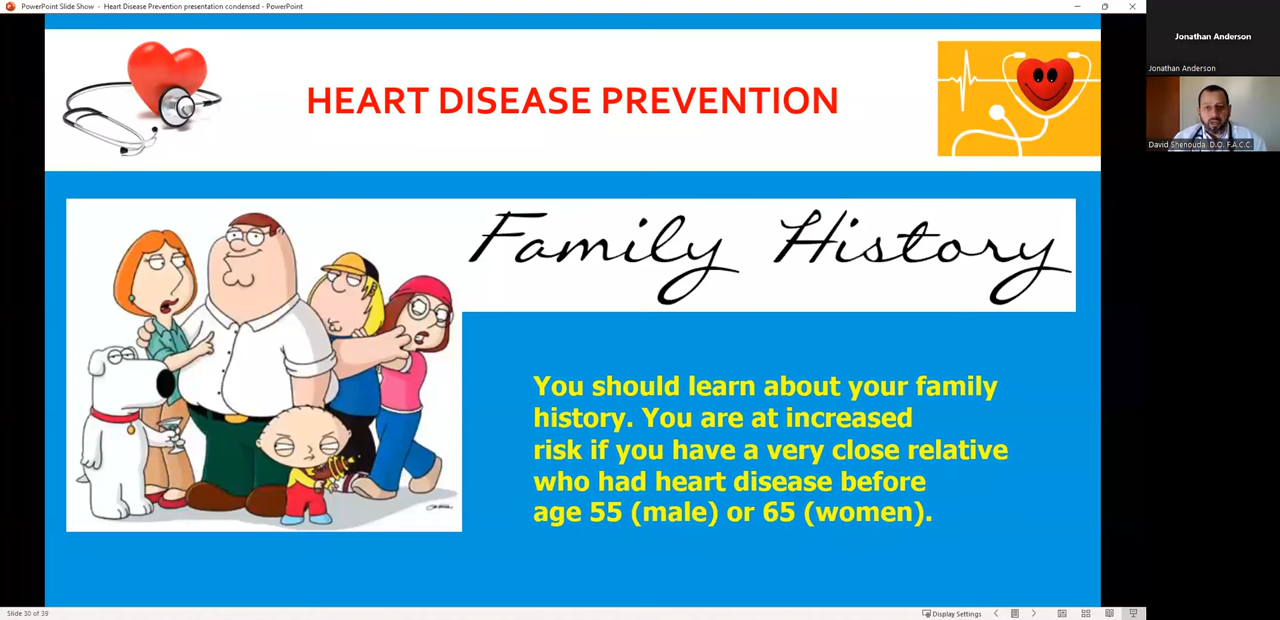 PowerPoint Slide Show - Heart Disease Prevention presentation condensed - PowerPoint
Jonathan Anderson
Jonathan Anderson
David Shenouda, D.O. F.A.C.C.
HEART DISEASE PREVENTION
Family History
You should learn about your family
history. You are at increased
risk if you have a very close relative
who had heart disease before
age 55 (male) or 65 (women).
Slide 30 of 39
Display Settings